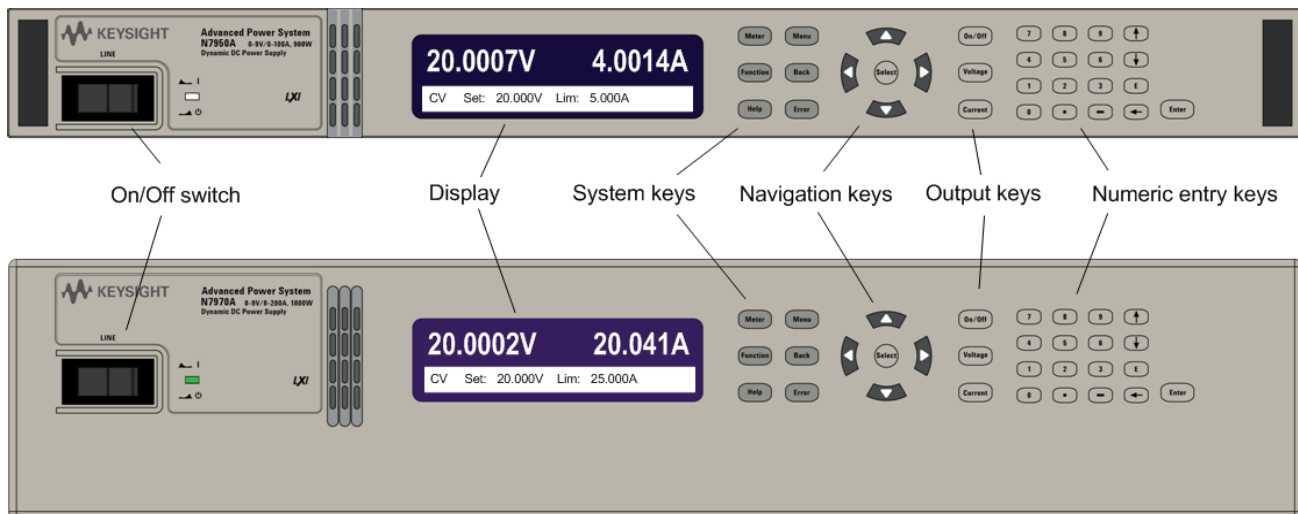 KEYSIGHT
Advanced Power System
N7950A 0-9V/0-100A, 900W
Dynamic DC Power Supply
LINE
I
LXI
20.0007V 4.0014A
CV Set: 20.000V Lim: 5.000A
Meter Menu
Function Back
Help Error
Select
On/Off
Voltage
Current
7 8 9
4 5 6
1 2 3 E
0 . — Enter
On/Off switch
Display
System keys
Navigation keys
Output keys
Numeric entry keys
KEYSIGHT
Advanced Power System
N7970A 0-9V/0-200A, 1800W
Dynamic DC Power Supply
LINE
I
LXI
20.0002V 20.041A
CV Set: 20.000V Lim: 25.000A
Meter Menu
Function Back
Help Error
Select
On/Off
Voltage
Current
7 8 9
4 5 6
1 2 3 E
0 . — Enter